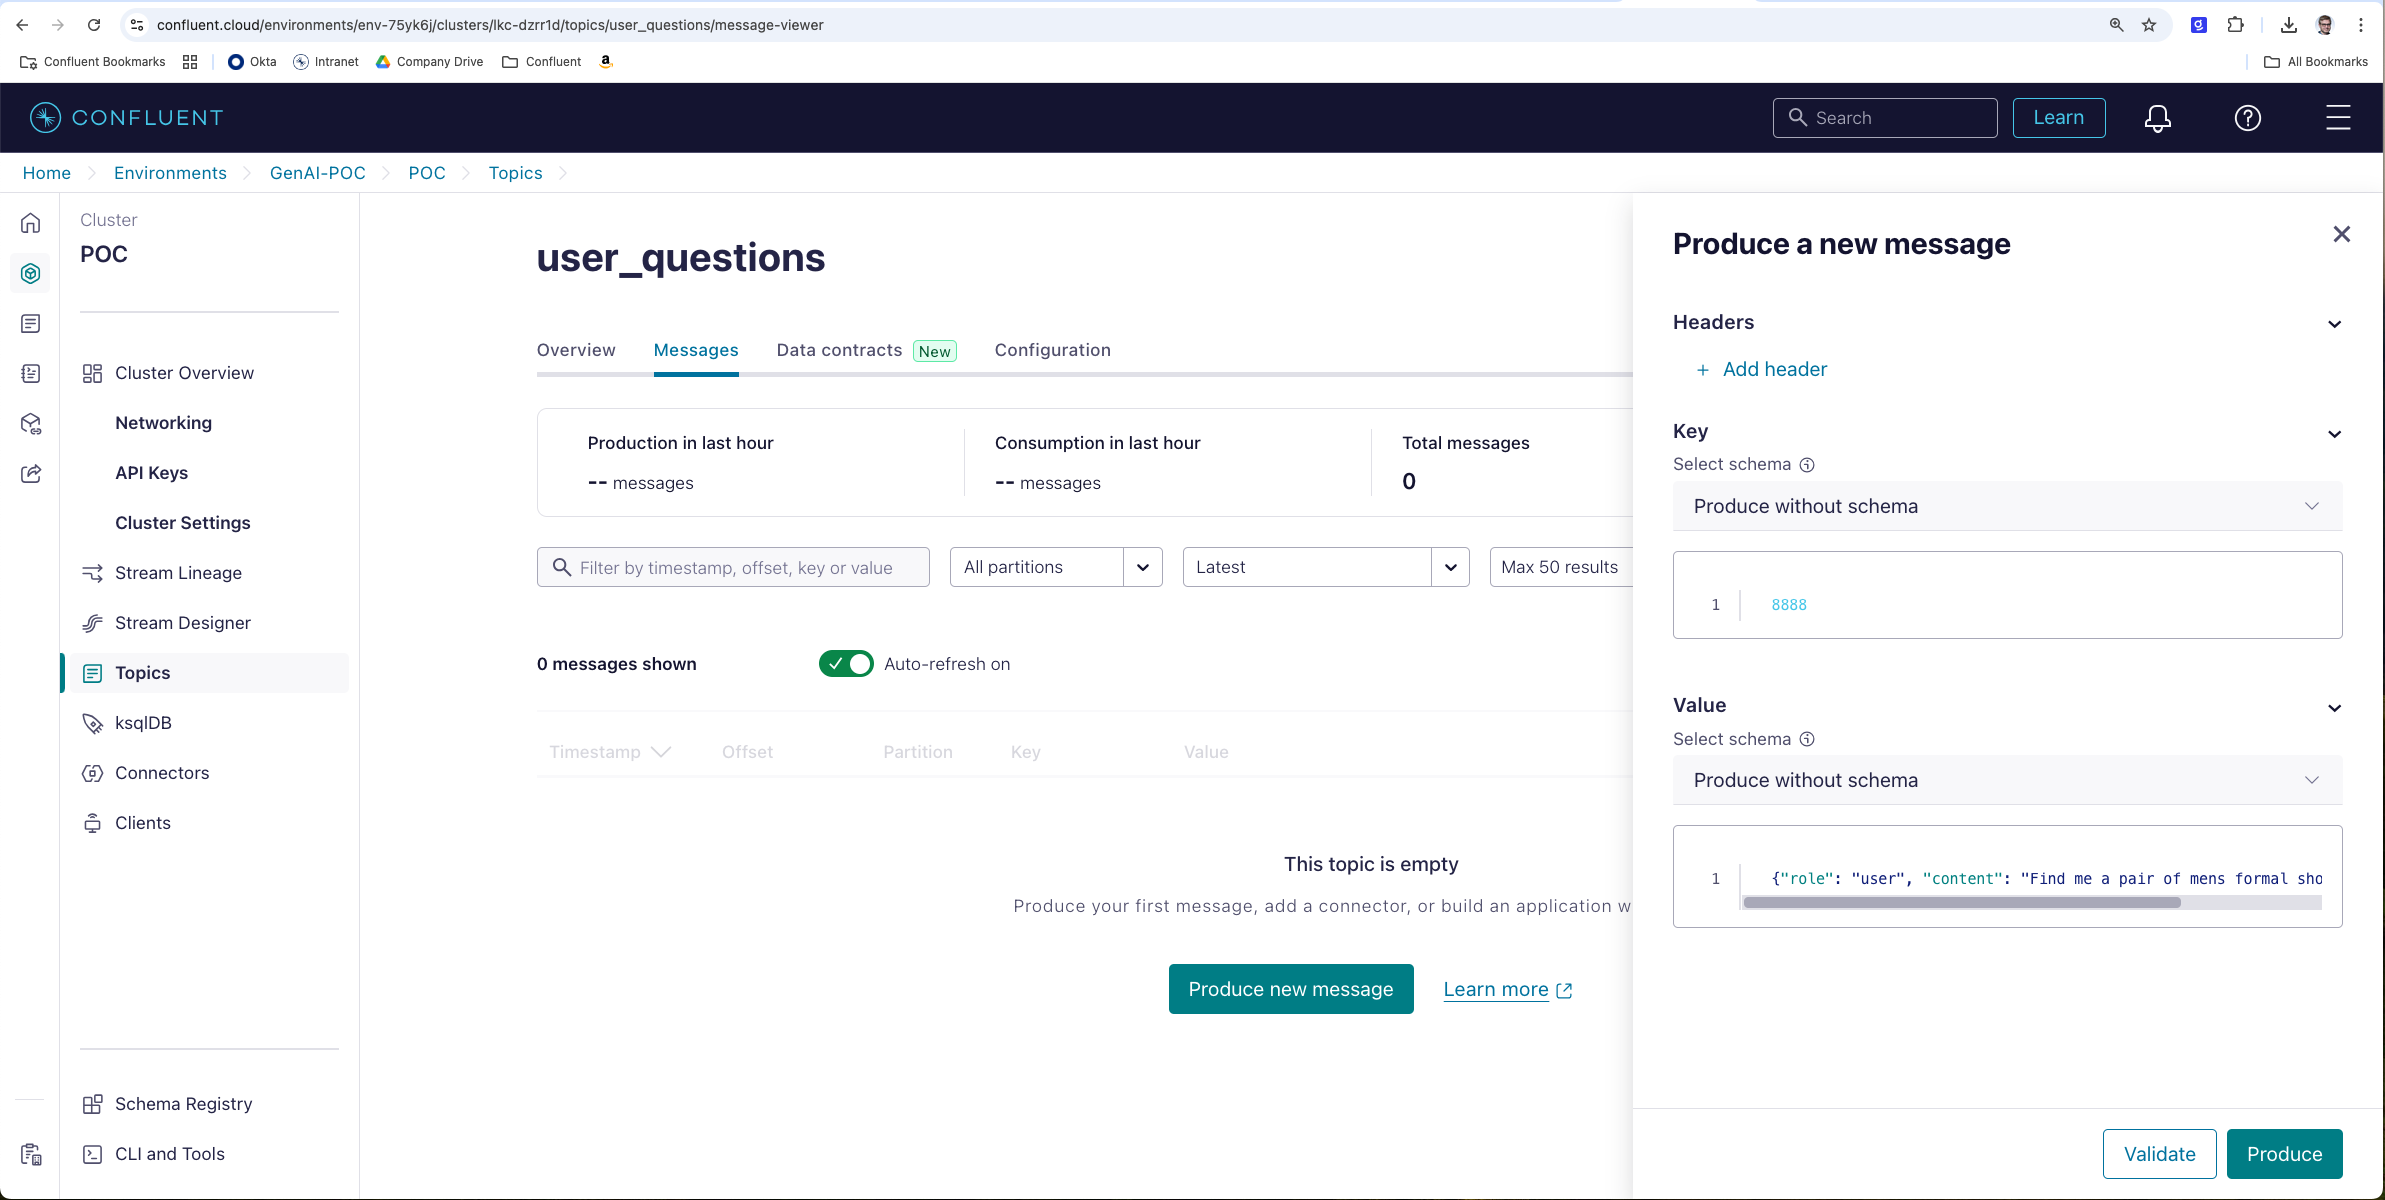 confluent.cloud/environments/env-75yk6j/clusters/lkc-dzrr1d/topics/user_questions/message-viewer
Confluent Bookmarks
Okta
Intranet
Company Drive
Confluent
All Bookmarks
CONFLUENT
Search
Learn
Home
Environments
GenAI-POC
POC
Topics
Cluster
POC
Cluster Overview
Networking
API Keys
Cluster Settings
Stream Lineage
Stream Designer
Topics
ksqlDB
Connectors
Clients
Schema Registry
CLI and Tools
user_questions
Overview
Messages
Data contracts New
Configuration
Production in last hour
-- messages
Consumption in last hour
-- messages
Total messages
0
Filter by timestamp, offset, key or value
All partitions
Latest
Max 50 results
0 messages shown
Auto-refresh on
Timestamp
Offset
Partition
Key
Value
This topic is empty
Produce your first message, add a connector, or build an application w
Produce new message
Learn more
Produce a new message
Headers
+ Add header
Key
Select schema
Produce without schema
1 8888
Value
Select schema
Produce without schema
1 {"role": "user", "content": "Find me a pair of mens formal sho
Validate
Produce